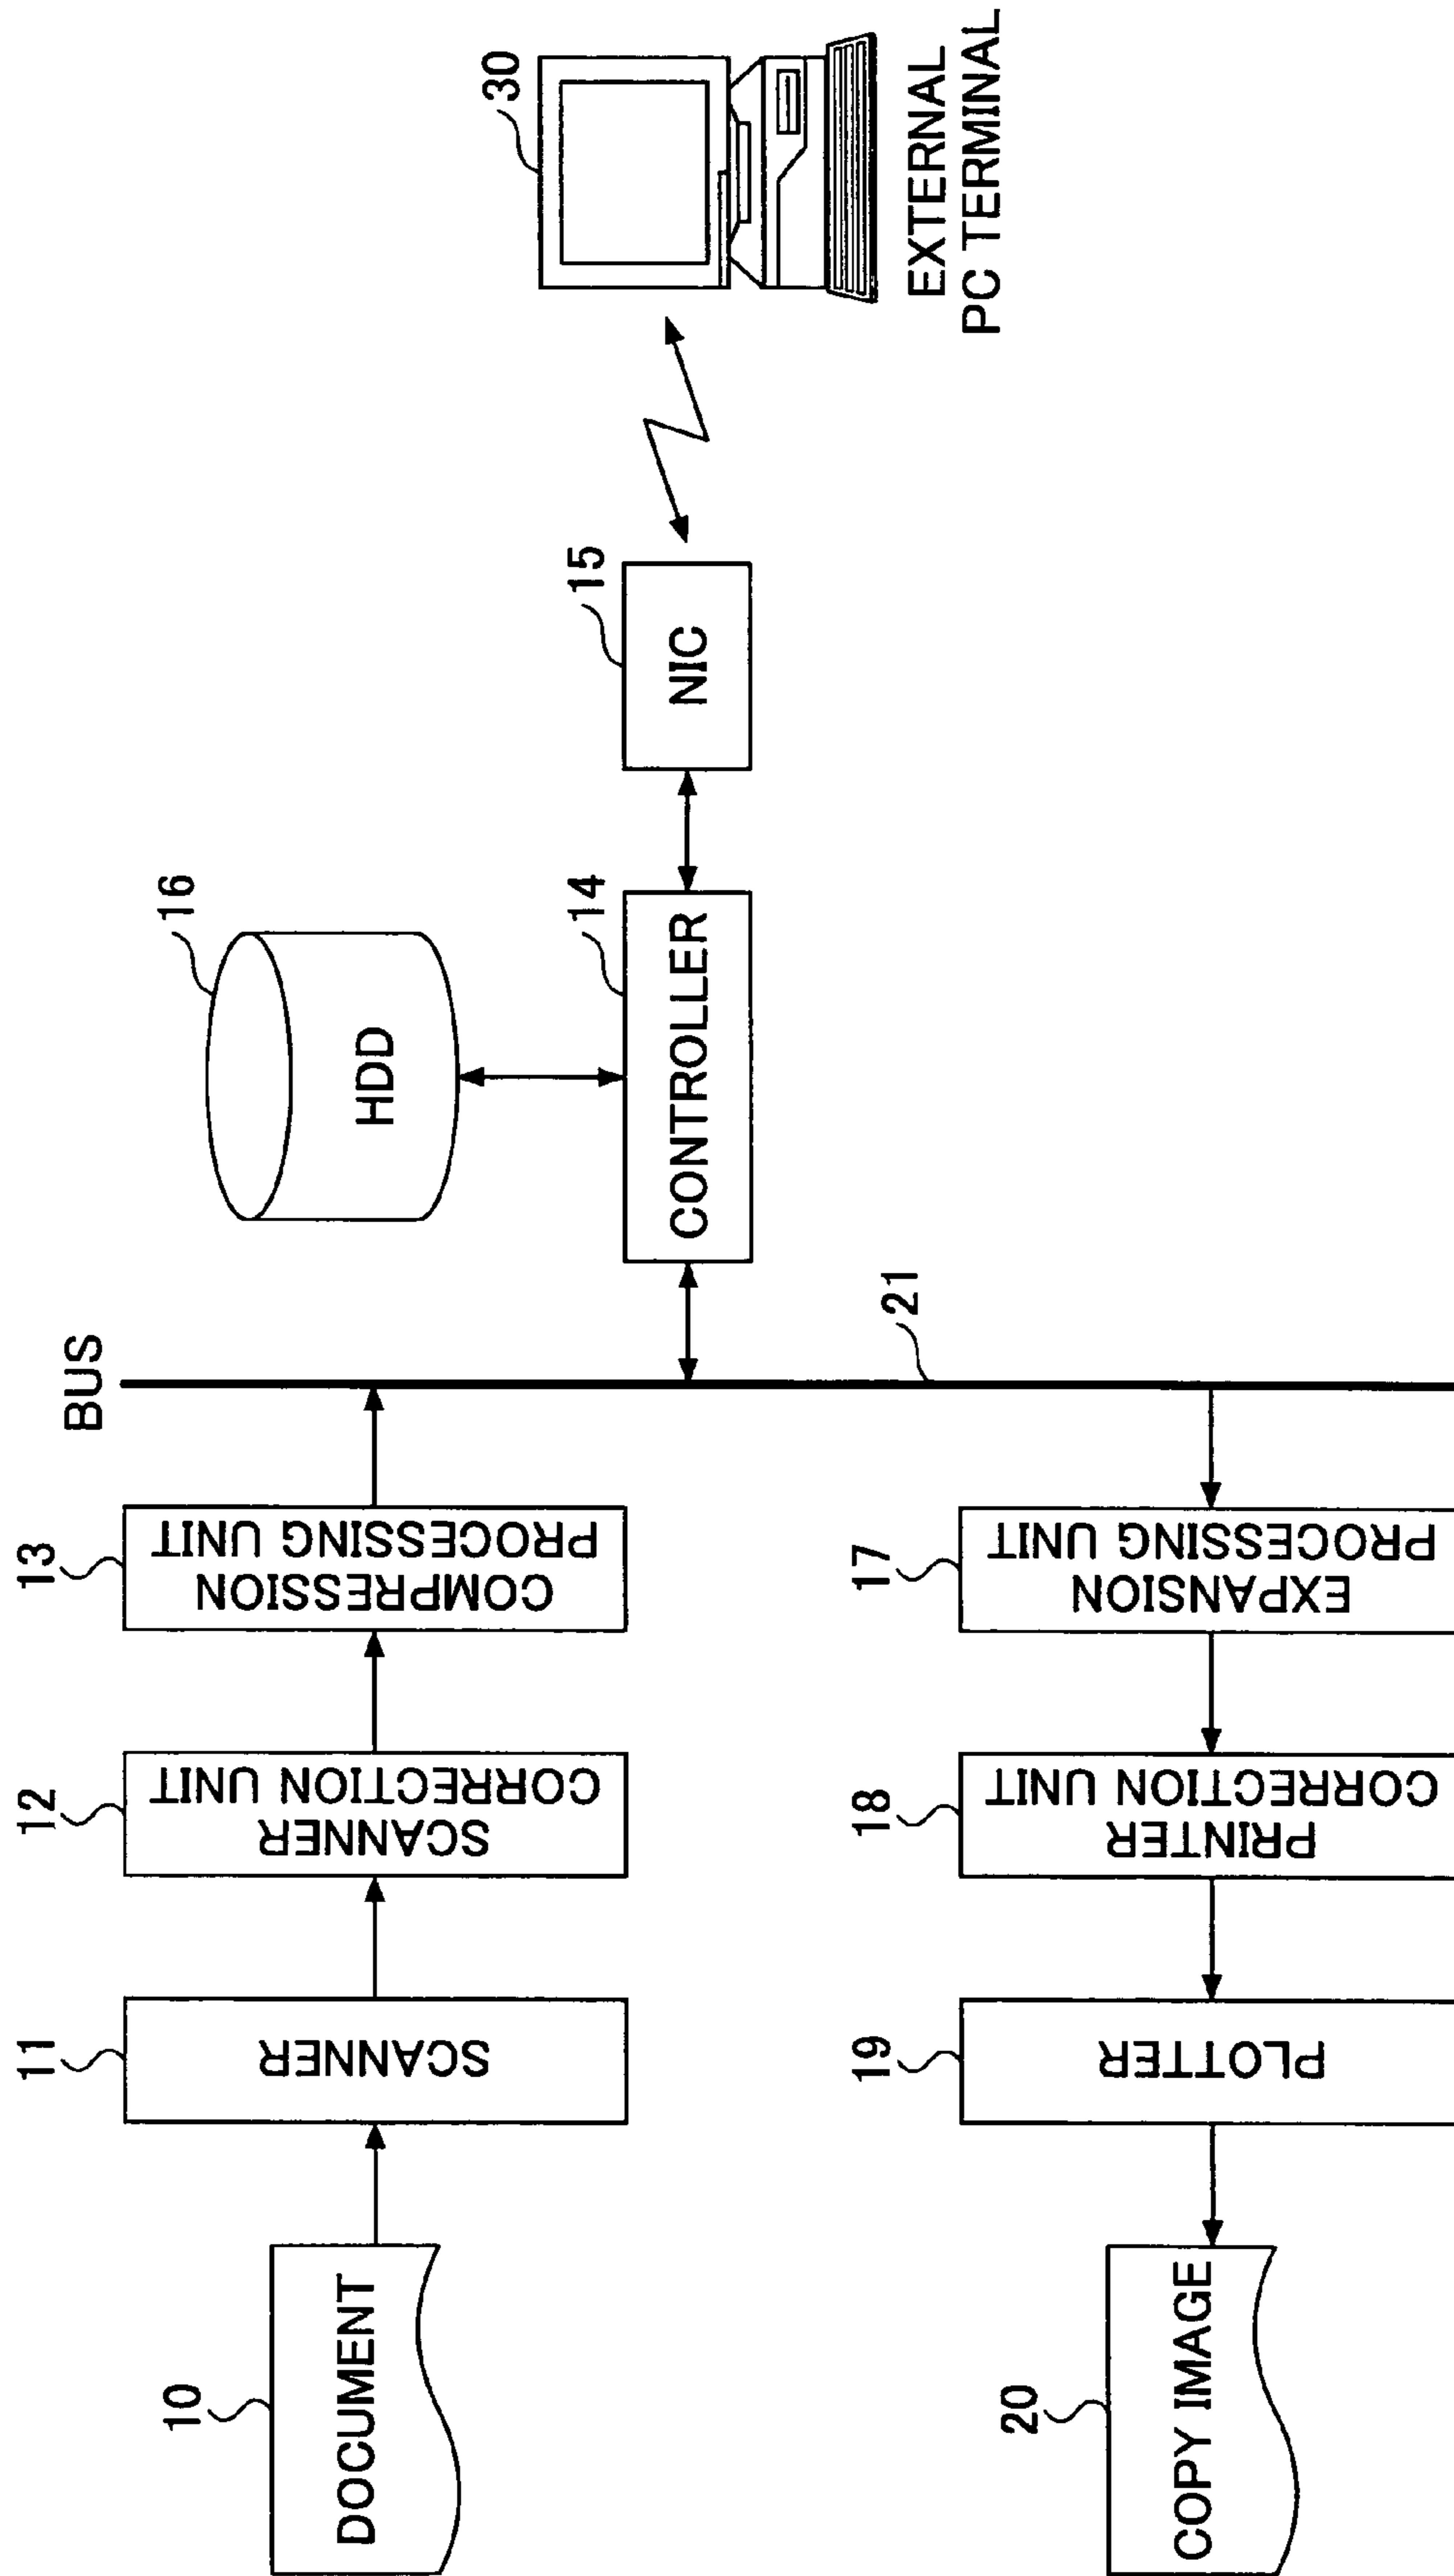 BUS
16
HDD
13
COMPRESSION
PROCESSING UNIT
12
SCANNER
CORRECTION UNIT
11
SCANNER
10
DOCUMENT
14
CONTROLLER
15
NIC
30
EXTERNAL
PC TERMINAL
21
17
EXPANSION
PROCESSING UNIT
18
PRINTER
CORRECTION UNIT
19
PLOTTER
20
COPY IMAGE